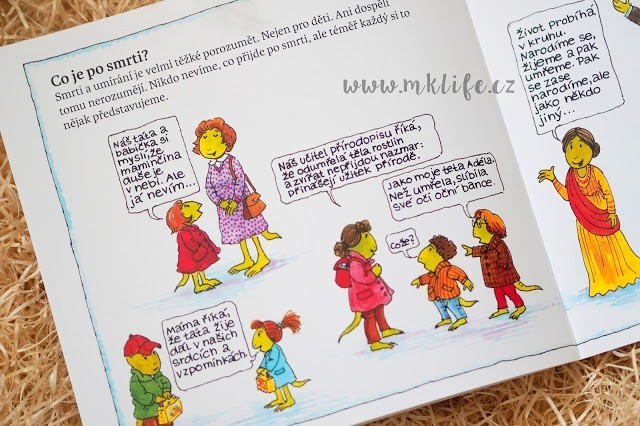 Co je po smrti?
Smrti a umírání je velmi těžké porozumět. Nejen pro děti. Ani dospělí
tomu nerozumějí. Nikdo nevíme, co přijde po smrti, ale téměř každý si to
nějak představujeme.
www.mklife.cz
Náš táta a
babička si
myslí, že
maminčina
duše je
v nebi. Ale
já nevím...
Náš učitel přírodopisu říká,
že odumřelá těla rostlin
a zvířat nepřijdou nazmar:
přinášejí užitek přírodě.
Jako moje teta Adéla.
Než umřela, slíbila
své oči oční bance.
Cože?
Život probíhá
v kruhu.
Narodíme se,
žijeme a pak
umřeme. Pak
se zase
narodíme, ale
jako někdo
jiný...
Máma říká,
že táta žije
dál v našich
srdcích a
vzpomínkách.